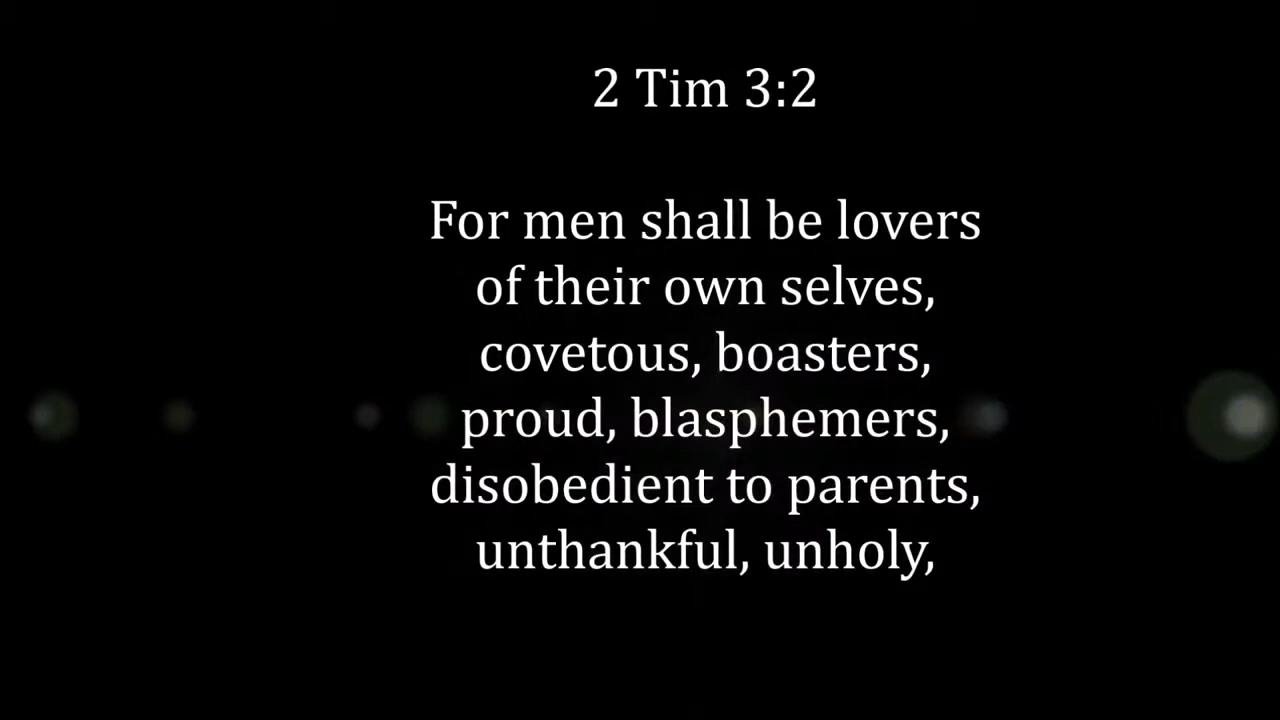 2 Tim 3:2
For men shall be lovers
of their own selves,
covetous, boasters,
proud, blasphemers,
disobedient to parents,
unthankful, unholy,